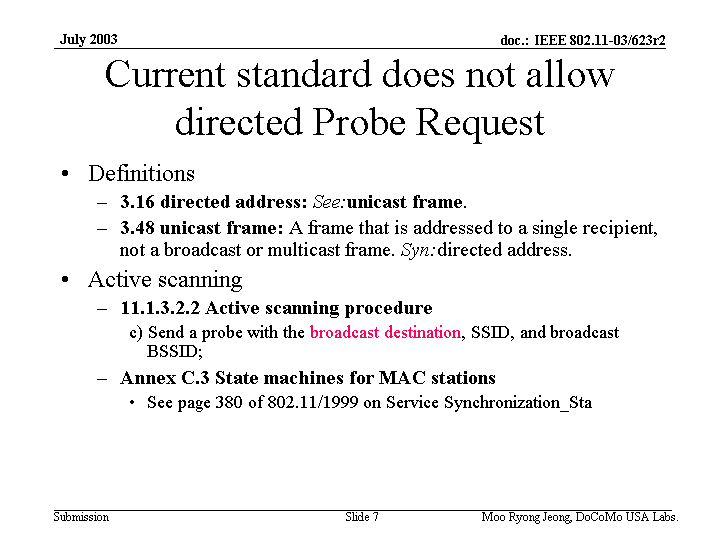 July 2003
doc.: IEEE 802.11-03/623r2
Current standard does not allow
directed Probe Request
• Definitions
– 3.16 directed address: See:unicast frame.
– 3.48 unicast frame: A frame that is addressed to a single recipient,
not a broadcast or multicast frame. Syn:directed address.
• Active scanning
– 11.1.3.2.2 Active scanning procedure
c) Send a probe with the broadcast destination, SSID, and broadcast
BSSID;
– Annex C.3 State machines for MAC stations
• See page 380 of 802.11/1999 on Service Synchronization_Sta
Submission
Slide 7
Moo Ryong Jeong, DoCoMo USA Labs.